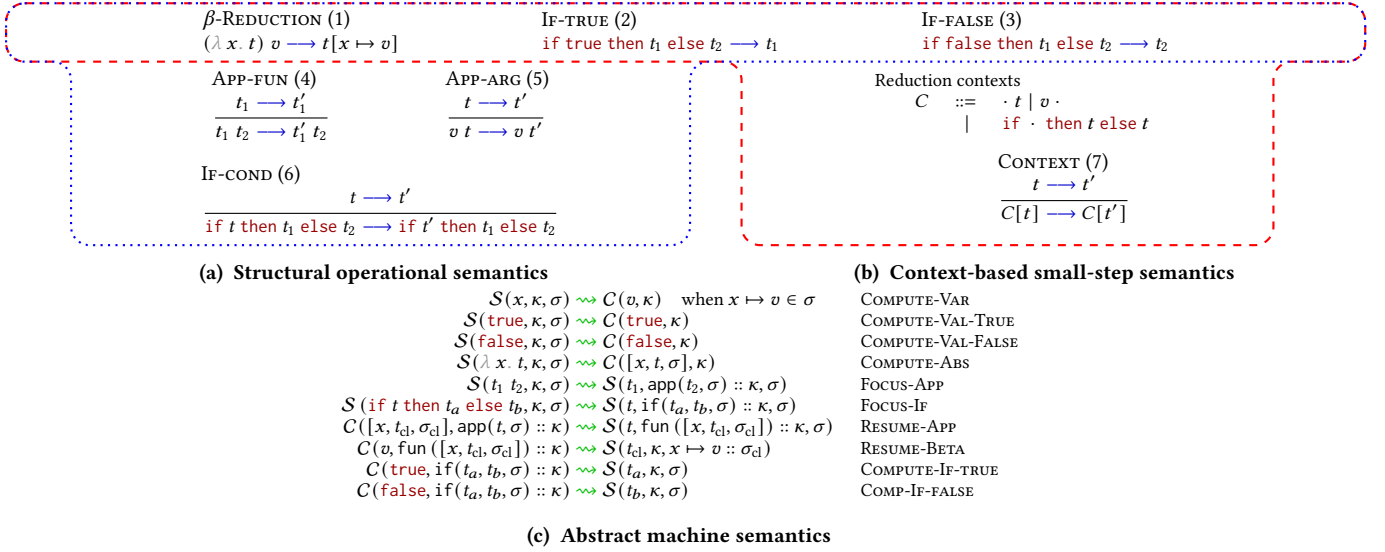 β-Reduction (1) If-true (2) If-false (3)
(λ x. t) v ⟶ t[x ↦ v] if true then t₁ else t₂ ⟶ t₁ if false then t₁ else t₂ ⟶ t₂
App-fun (4) App-arg (5)
t₁ ⟶ t₁′ t ⟶ t′
t₁ t₂ ⟶ t₁′ t₂ v t ⟶ v t′
If-cond (6)
t ⟶ t′
if t then t₁ else t₂ ⟶ if t′ then t₁ else t₂
Reduction contexts
C ::= · t | v ·
| if · then t else t
Context (7)
t ⟶ t′
C[t] ⟶ C[t′]
(a) Structural operational semantics
(b) Context-based small-step semantics
𝒮(x, κ, σ) ⇝ 𝒞(v, κ) when x ↦ v ∈ σ Compute-Var
𝒮(true, κ, σ) ⇝ 𝒞(true, κ) Compute-Val-True
𝒮(false, κ, σ) ⇝ 𝒞(false, κ) Compute-Val-False
𝒮(λ x. t, κ, σ) ⇝ 𝒞([x, t, σ], κ) Compute-Abs
𝒮(t₁ t₂, κ, σ) ⇝ 𝒮(t₁, app(t₂, σ) :: κ, σ) Focus-App
𝒮(if t then tₐ else t_b, κ, σ) ⇝ 𝒮(t, if(tₐ, t_b, σ) :: κ, σ) Focus-If
𝒞([x, t_cl, σ_cl], app(t, σ) :: κ) ⇝ 𝒮(t, fun ([x, t_cl, σ_cl]) :: κ, σ) Resume-App
𝒞(v, fun ([x, t_cl, σ_cl]) :: κ) ⇝ 𝒮(t_cl, κ, x ↦ v :: σ_cl) Resume-Beta
𝒞(true, if(tₐ, t_b, σ) :: κ) ⇝ 𝒮(tₐ, κ, σ) Compute-If-true
𝒞(false, if(tₐ, t_b, σ) :: κ) ⇝ 𝒮(t_b, κ, σ) Comp-If-false
(c) Abstract machine semantics